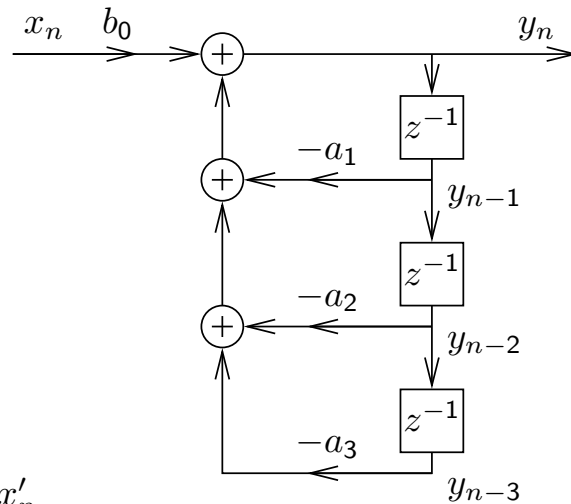 xₙ b₀ yₙ
+
z⁻¹
−a₁
+
yₙ₋₁
z⁻¹
−a₂
+
yₙ₋₂
z⁻¹
−a₃
yₙ₋₃
x′ₙ